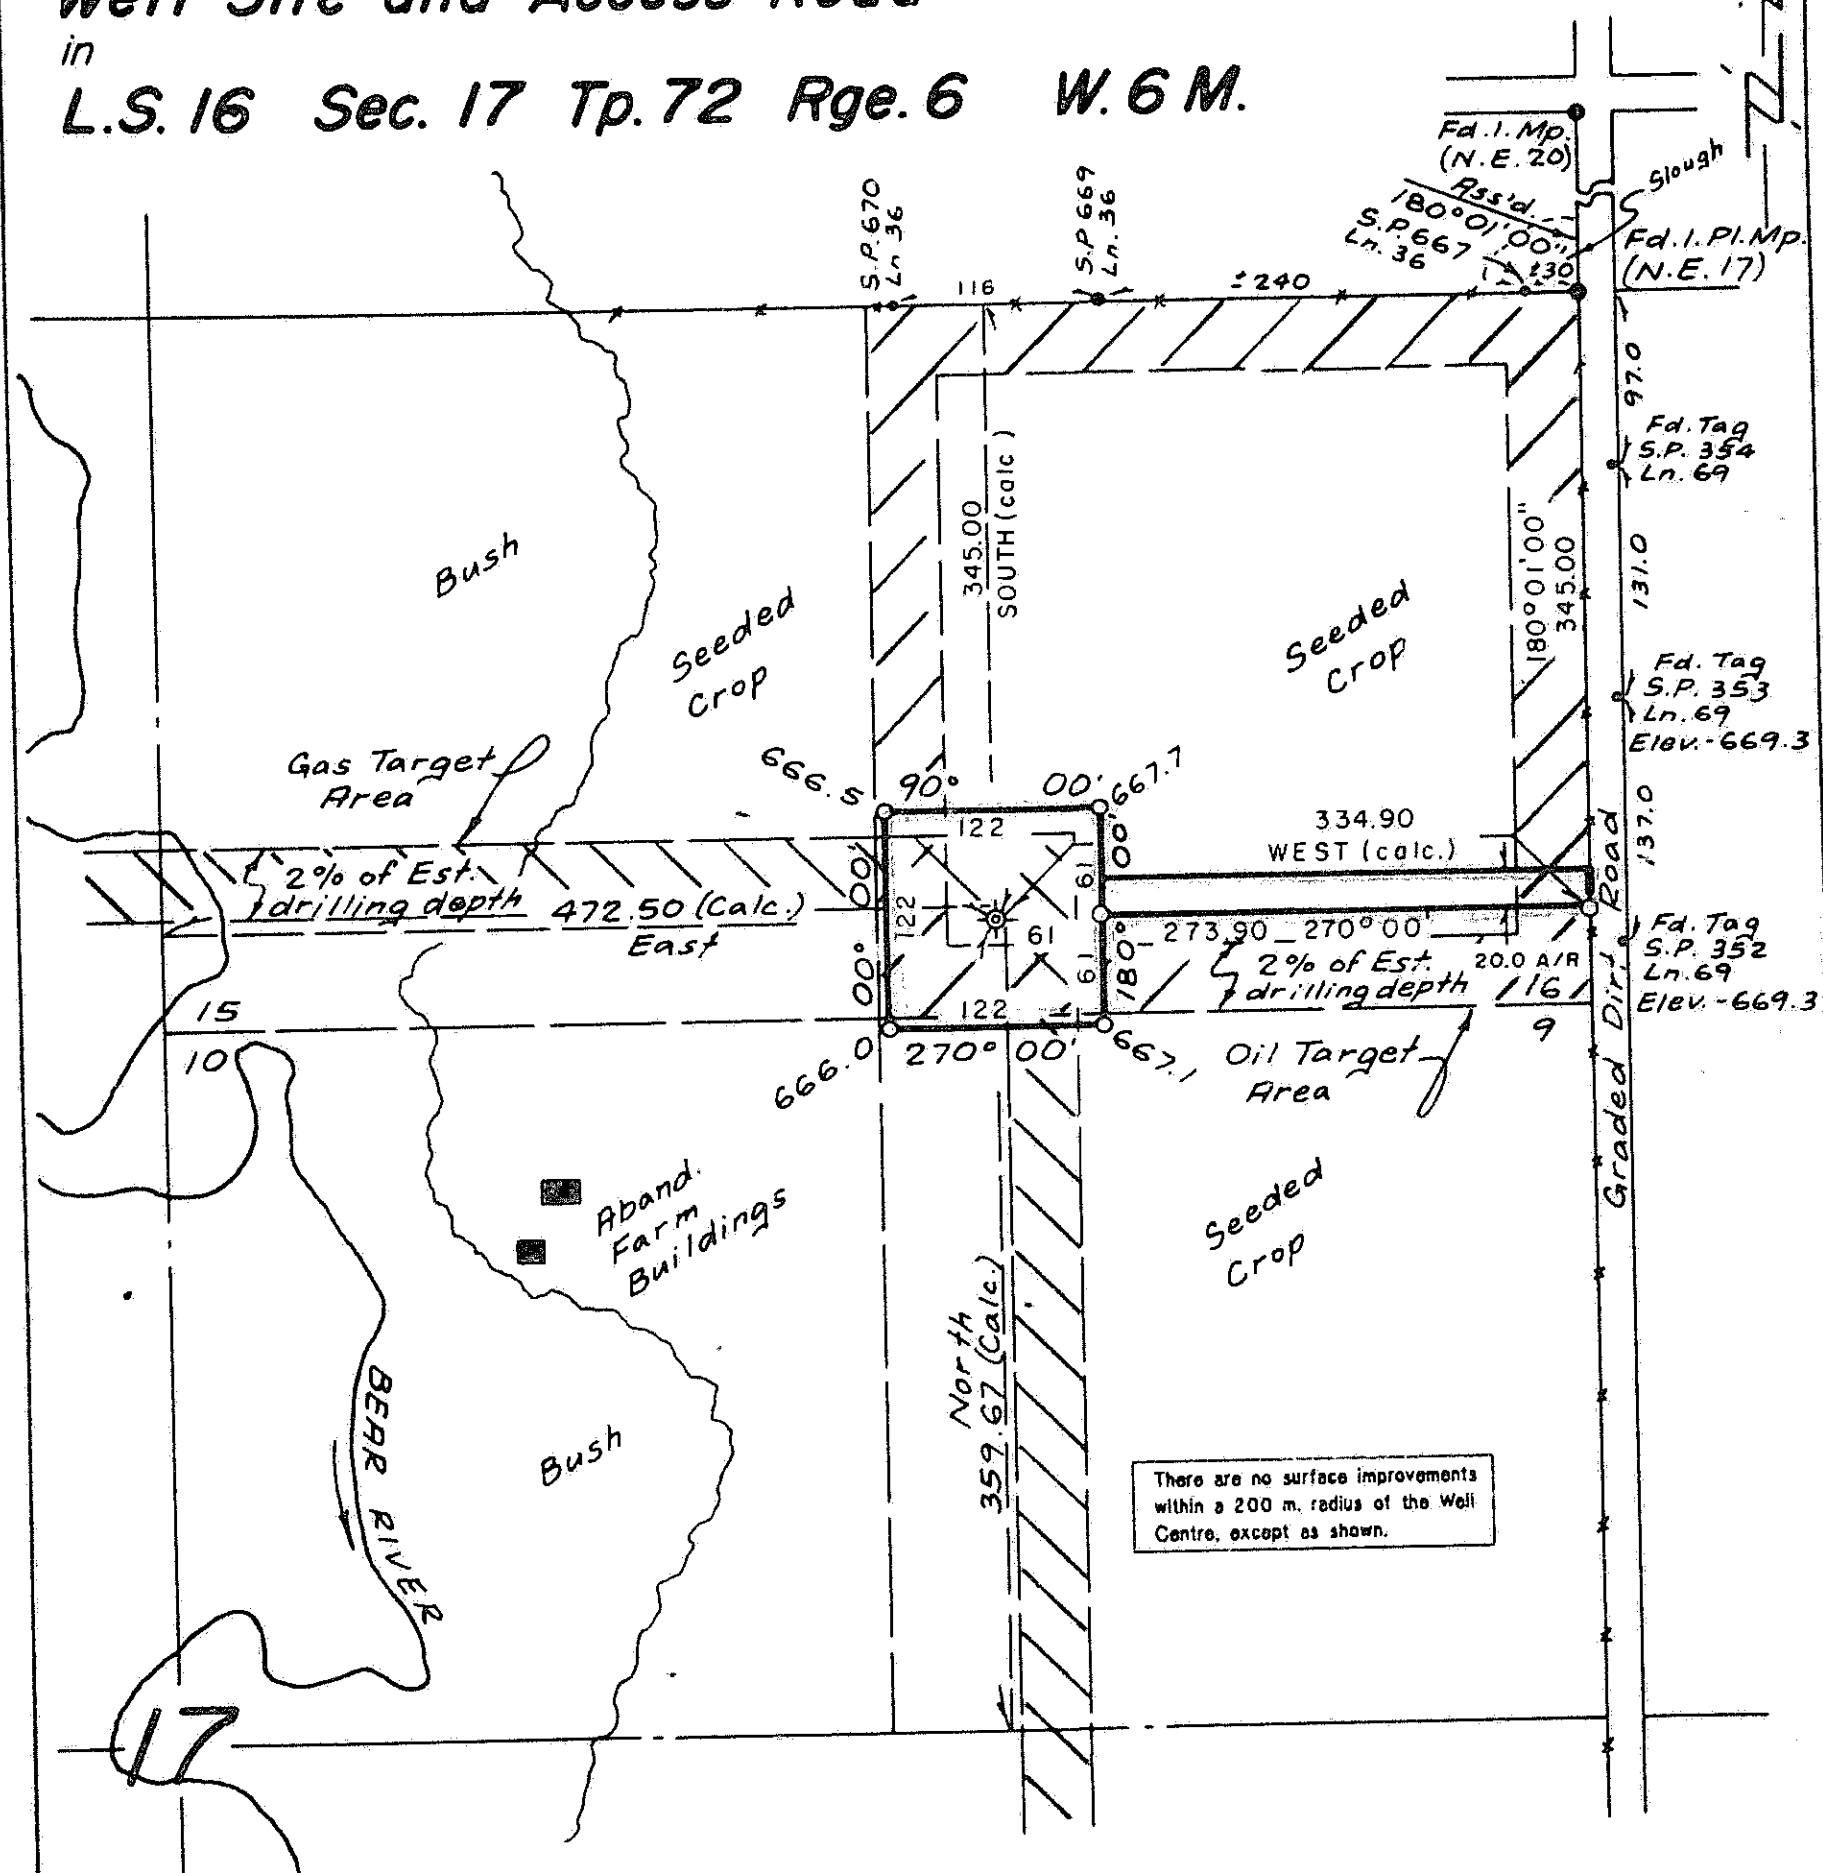 Well Site and Access Road
in
L.S. 16 Sec. 17 Tp. 72 Rge. 6 W. 6 M.
Fd. I. Mp.
(N.E. 20)
Slough
Ass'd.
180°01'00"
S.P. 667
Ln. 36
±30
Fd. I. Pl. Mp.
(N.E. 17)
S.P. 670
Ln 36
S.P 669
Ln. 36
116
±240
97.0
Fd. Tag
S.P. 354
Ln. 69
131.0
Fd. Tag
S.P. 353
Ln. 69
Elev.-669.3
137.0
Fd. Tag
S.P. 352
Ln. 69
Elev.-669.3
345.00
SOUTH (calc)
180°01'00"
345.00
Bush
Seeded
Crop
Seeded
Crop
Gas Target
Area
666.5
90° 00'
667.7
122
00'
61
334.90
WEST (calc.)
2% of Est.
drilling depth
472.50 (Calc.)
East
00'
122
00°
61
61
180°
273.90 270°00'
2% of Est.
drilling depth
20.0 A/R
16
9
15
10
122
666.0
270° 00'
667.1
Oil Target
Area
Graded Dirt Road
Aband.
Farm
Buildings
Seeded
Crop
North
359.67 (Calc.)
BEAR RIVER
Bush
There are no surface improvements
within a 200 m. radius of the Well
Centre, except as shown.
17